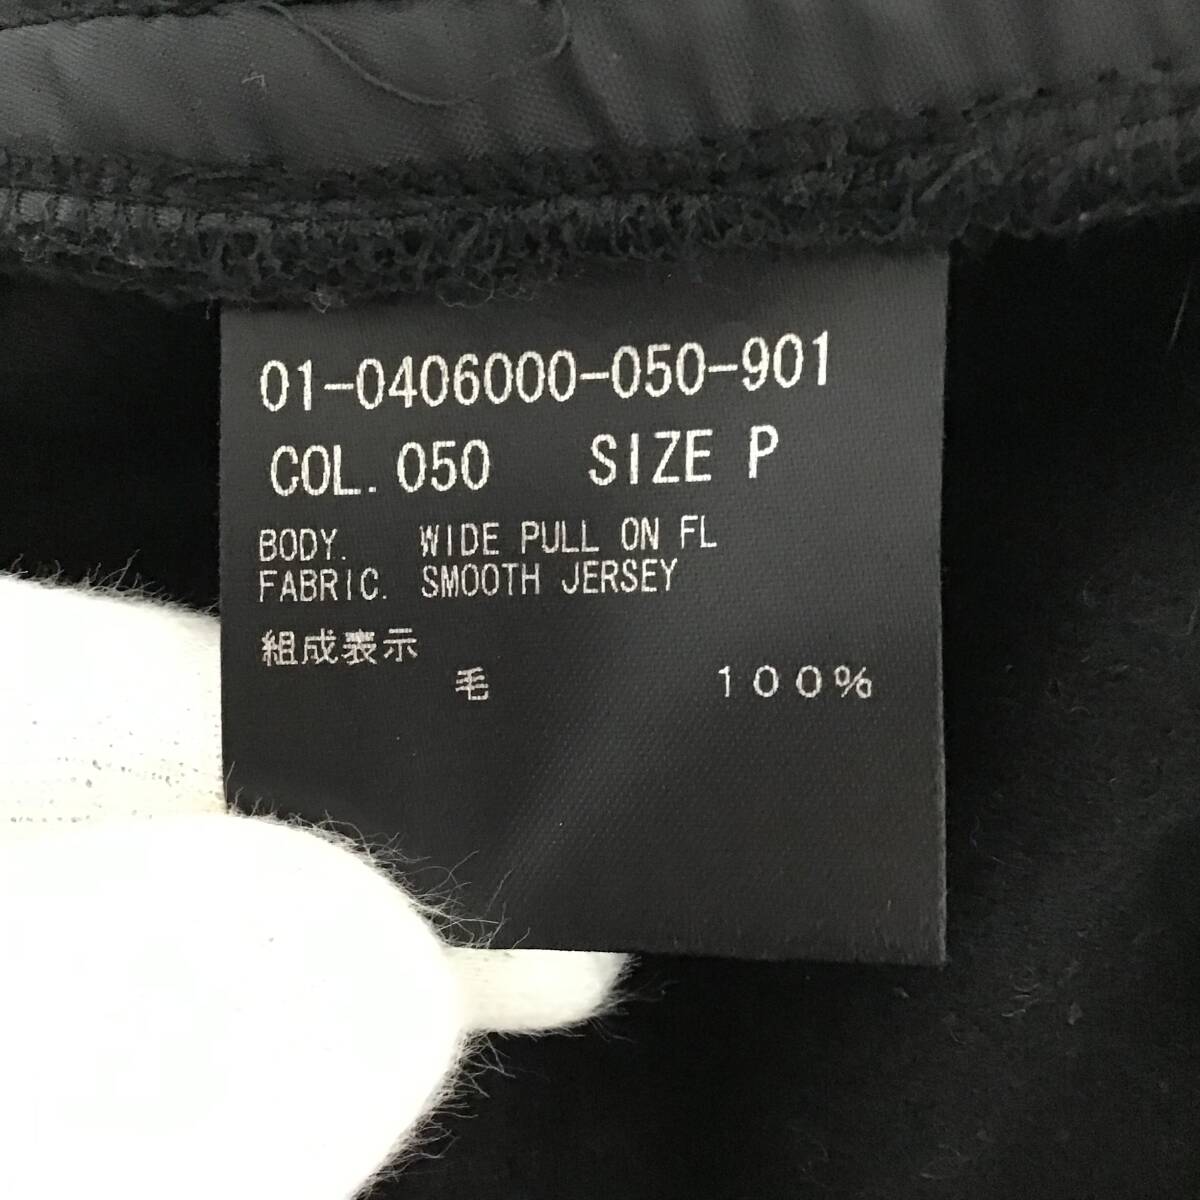 01-0406000-050-901
COL. 050 SIZE P
BODY. WIDE PULL ON FL
FABRIC. SMOOTH JERSEY
組成表示
毛 100%